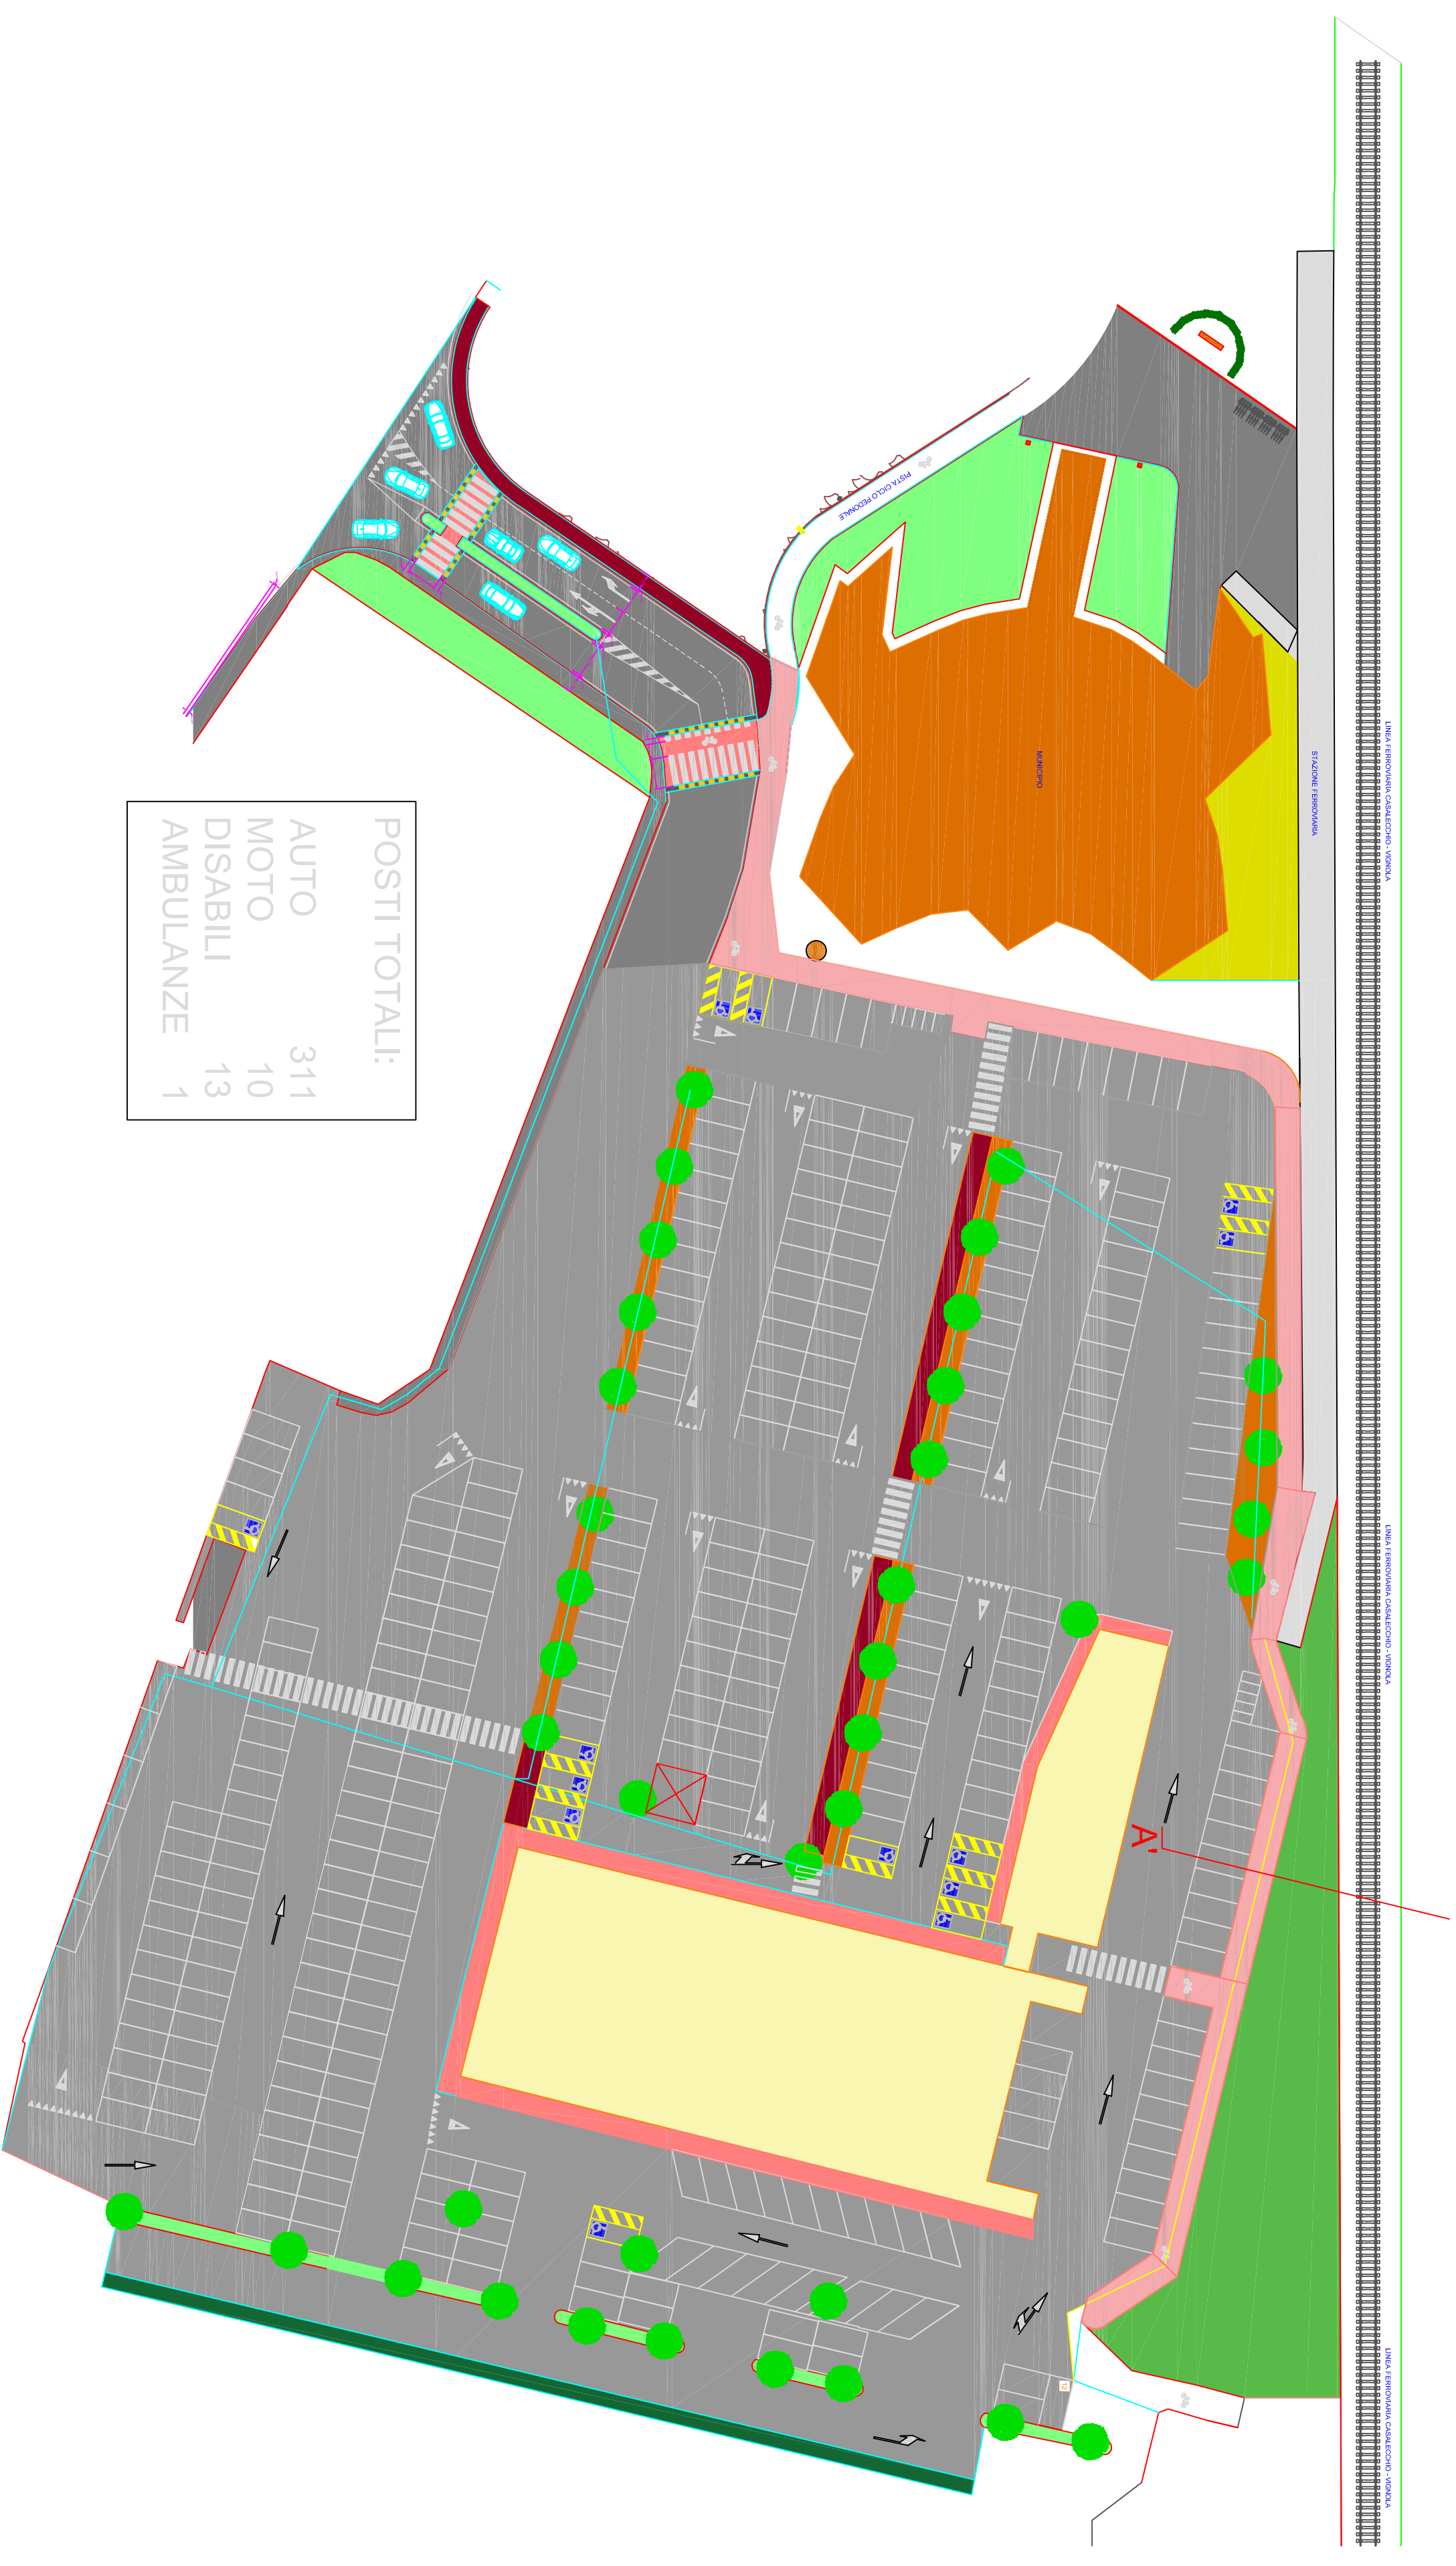 LINEA FERROVIARIA CASALECCHIO - VIGNOLA
LINEA FERROVIARIA CASALECCHIO - VIGNOLA
LINEA FERROVIARIA CASALECCHIO - VIGNOLA
STAZIONE FERROVIARIA
MUNICIPIO
PISTA CICLO PEDONALE
POSTI TOTALI:
AUTO 311
MOTO 10
DISABILI 13
AMBULANZE 1
A'
12